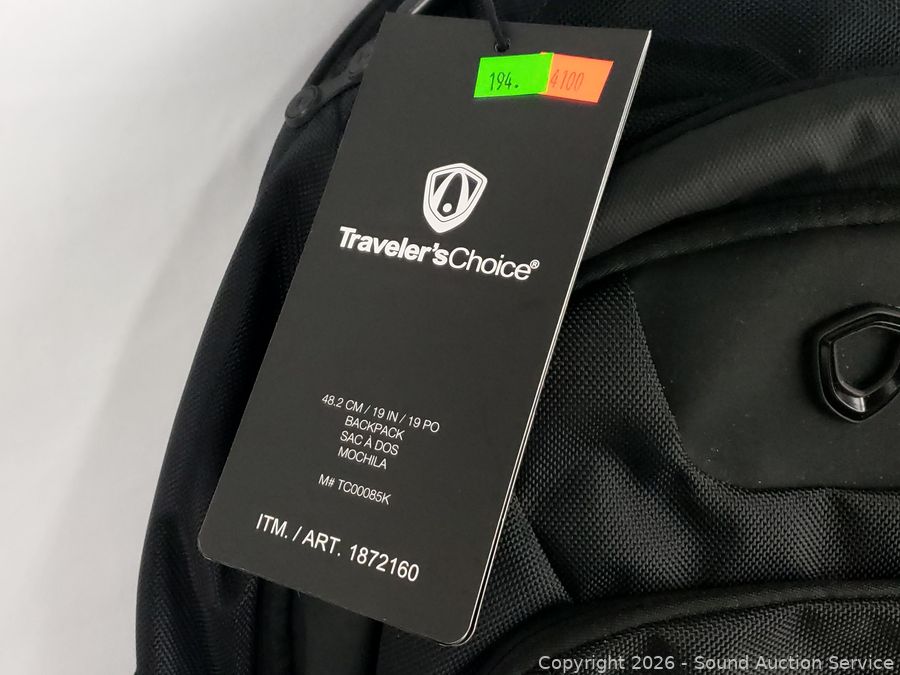 194. 4100
Traveler'sChoice®
48.2 CM / 19 IN / 19 PO
BACKPACK
SAC À DOS
MOCHILA
M# TC00085K
ITM. / ART. 1872160
Copyright 2026 - Sound Auction Service